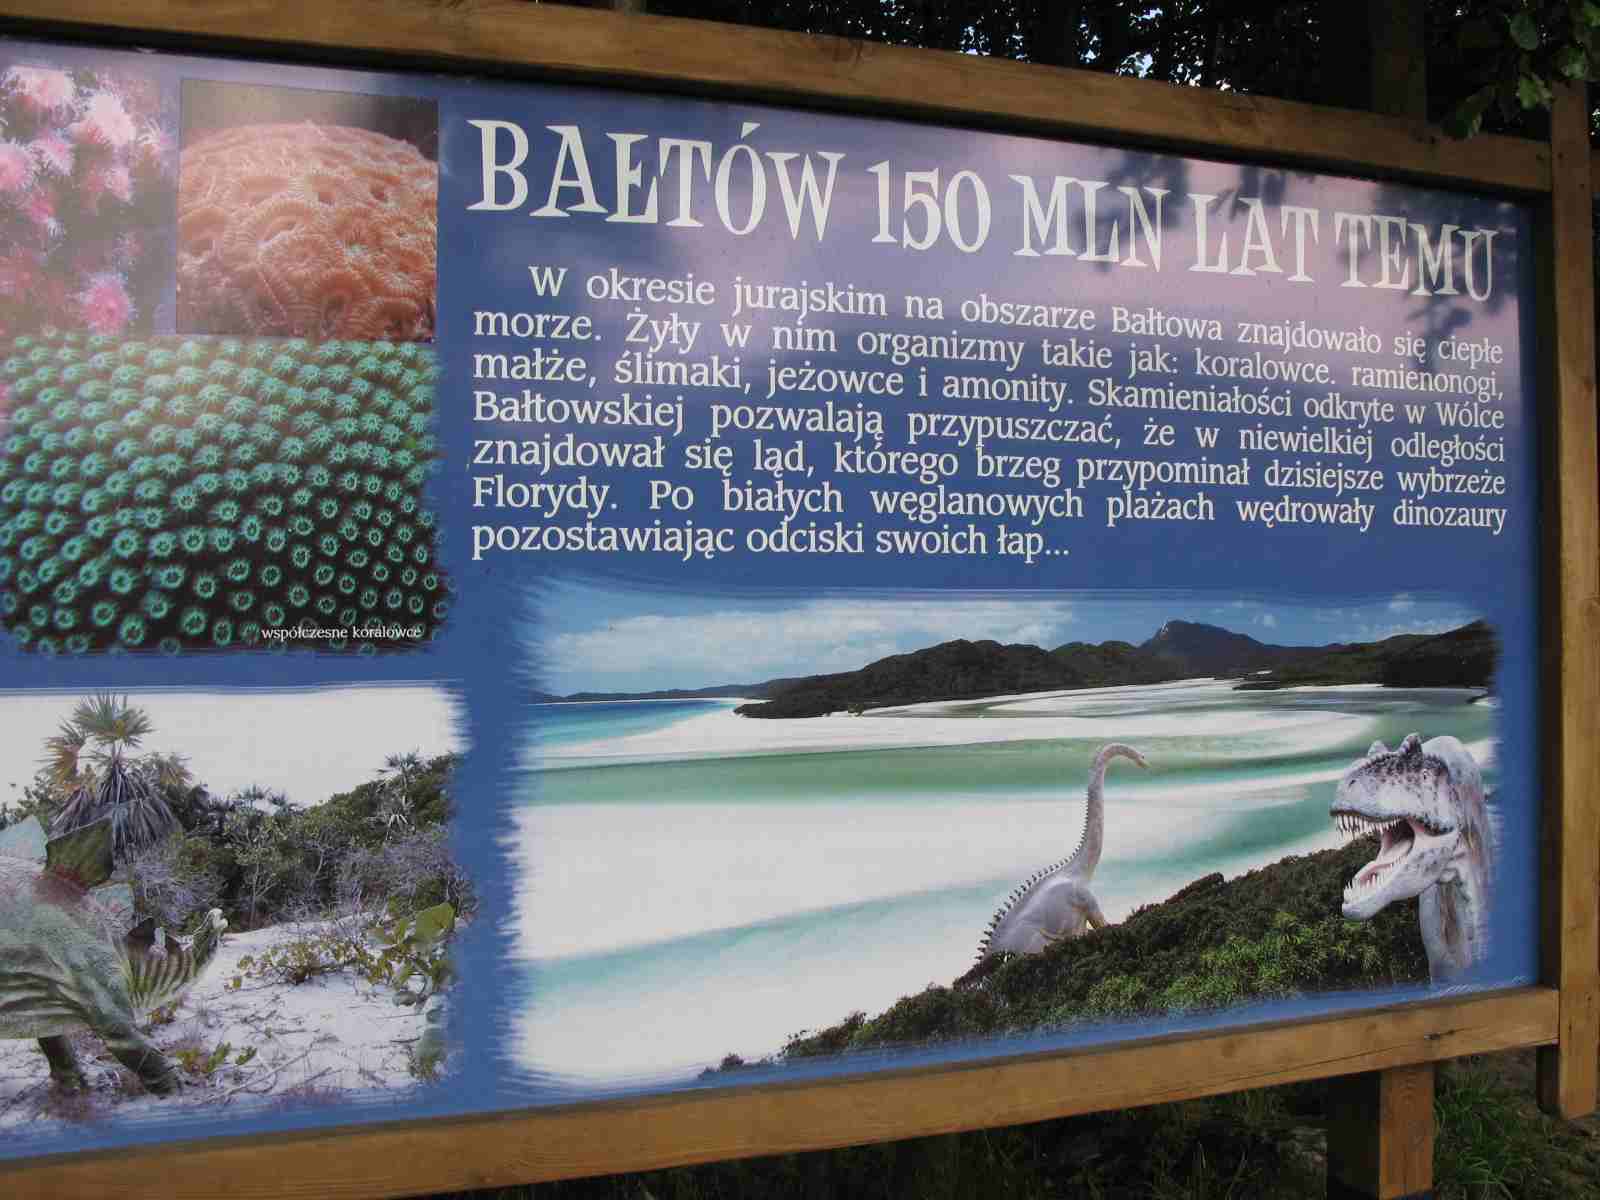 BAŁTÓW 150 MLN LAT TEMU
W okresie jurajskim na obszarze Bałtowa znajdowało się ciepłe
morze. Żyły w nim organizmy takie jak: koralowce. ramienonogi,
małże, ślimaki, jeżowce i amonity. Skamieniałości odkryte w Wólce
Bałtowskiej pozwalają przypuszczać, że w niewielkiej odległości
znajdował się ląd, którego brzeg przypominał dzisiejsze wybrzeże
Florydy. Po białych węglanowych plażach wędrowały dinozaury
pozostawiając odciski swoich łap...
współczesne koralowce